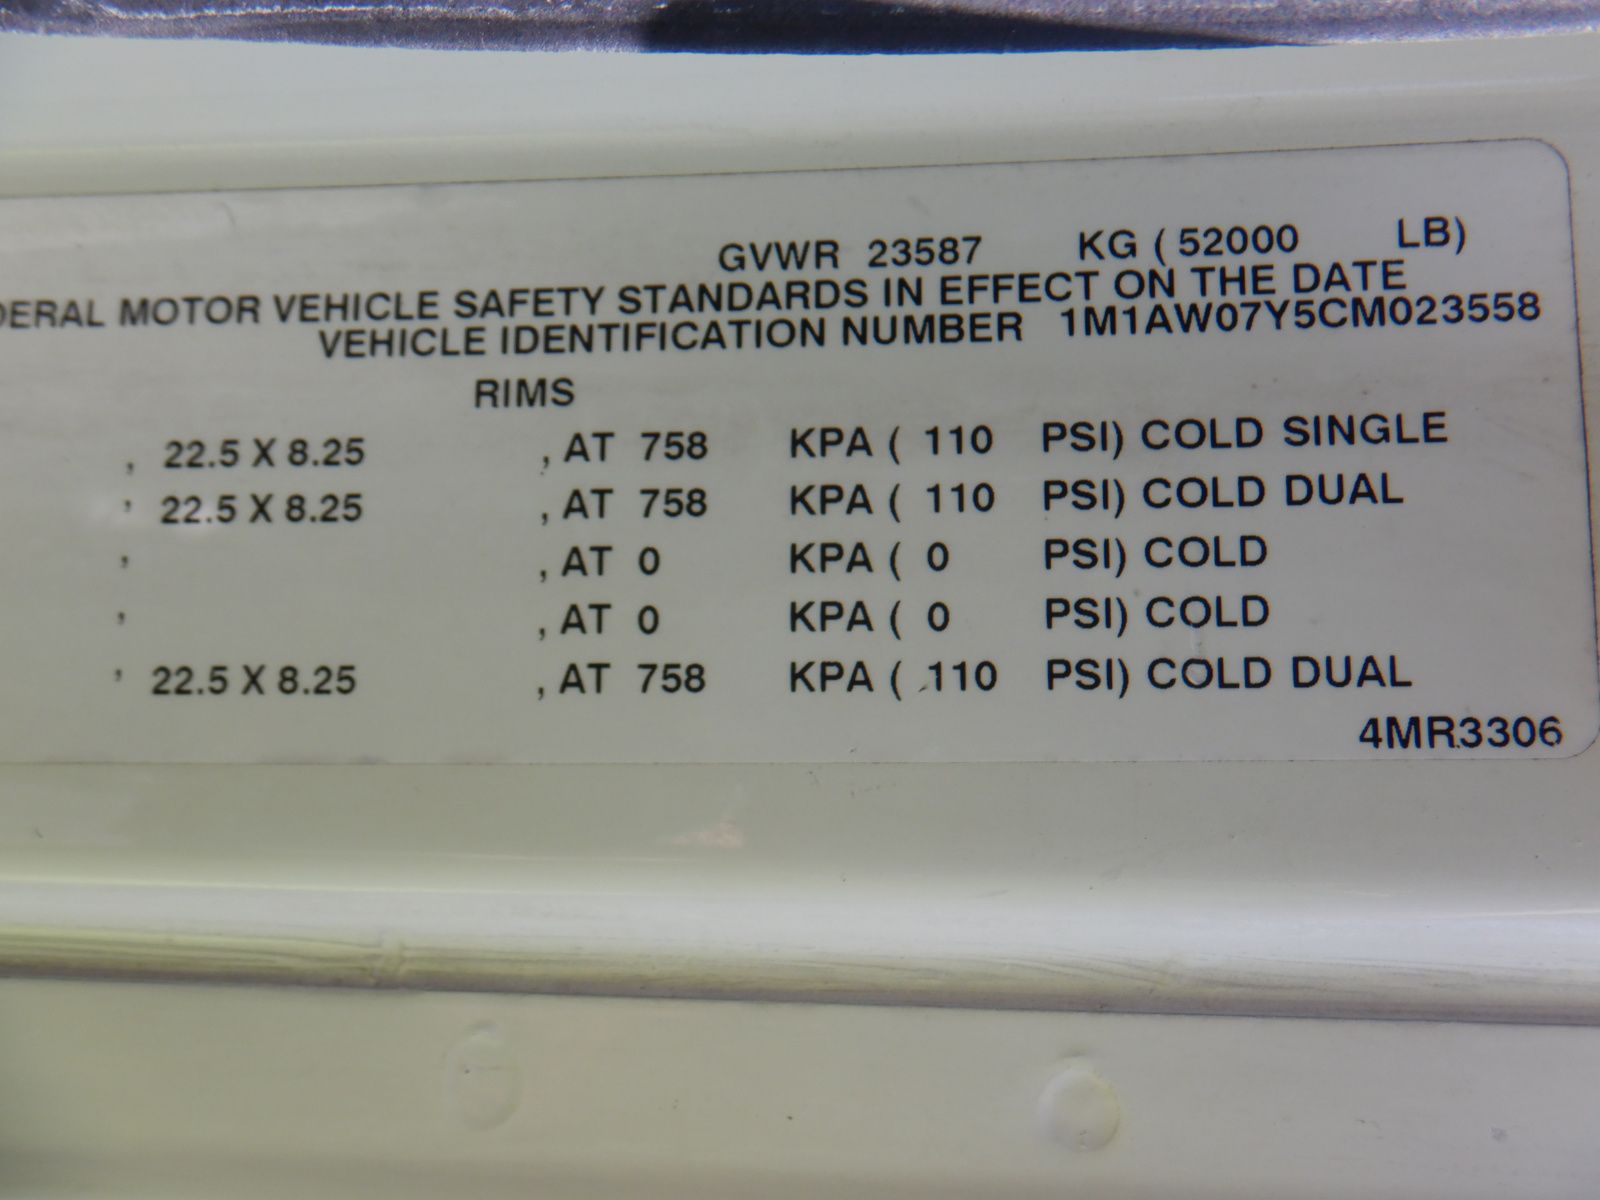 GVWR 23587 KG ( 52000 LB)
DERAL MOTOR VEHICLE SAFETY STANDARDS IN EFFECT ON THE DATE
VEHICLE IDENTIFICATION NUMBER 1M1AW07Y5CM023558
RIMS
, 22.5 X 8.25 , AT 758 KPA ( 110 PSI) COLD SINGLE
, 22.5 X 8.25 , AT 758 KPA ( 110 PSI) COLD DUAL
, , AT 0 KPA ( 0 PSI) COLD
, , AT 0 KPA ( 0 PSI) COLD
, 22.5 X 8.25 , AT 758 KPA ( 110 PSI) COLD DUAL
4MR3306